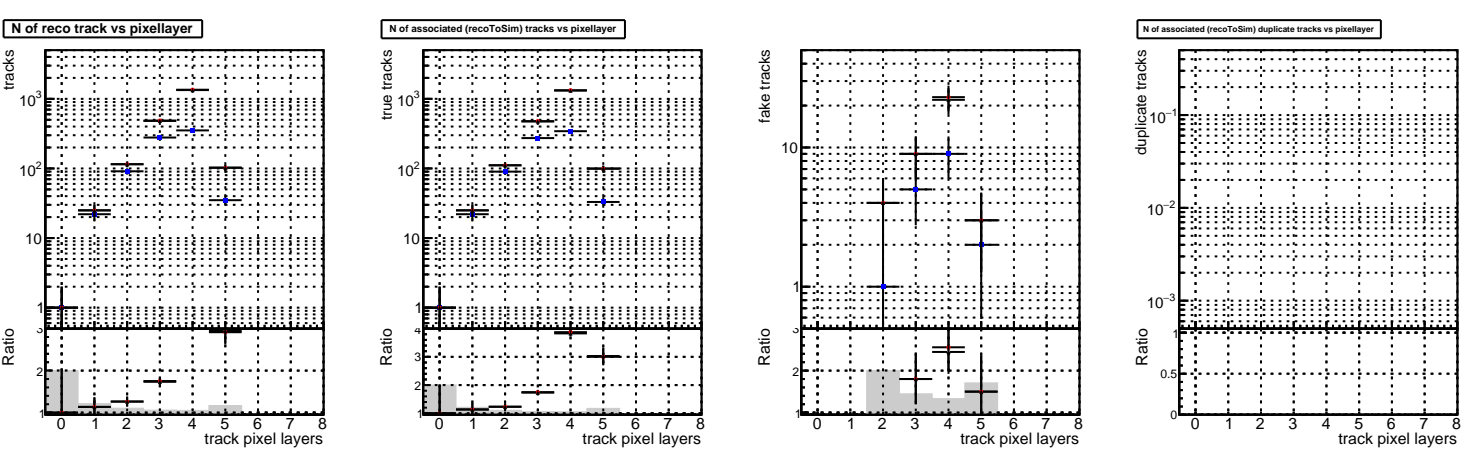 N of reco track vs pixellayer
tracks
10³
10²
10
1
Ratio
3
2
1
0 1 2 3 4 5 6 7 8
track pixel layers
N of associated (recoToSim) tracks vs pixellayer
true tracks
10³
10²
10
1
Ratio
4
3
2
1
0 1 2 3 4 5 6 7 8
track pixel layers
fake tracks
10
1
Ratio
3
2
1
0 1 2 3 4 5 6 7 8
track pixel layers
N of associated (recoToSim) duplicate tracks vs pixellayer
duplicate tracks
10⁻¹
10⁻²
10⁻³
Ratio
1
0.5
0
0 1 2 3 4 5 6 7 8
track pixel layers